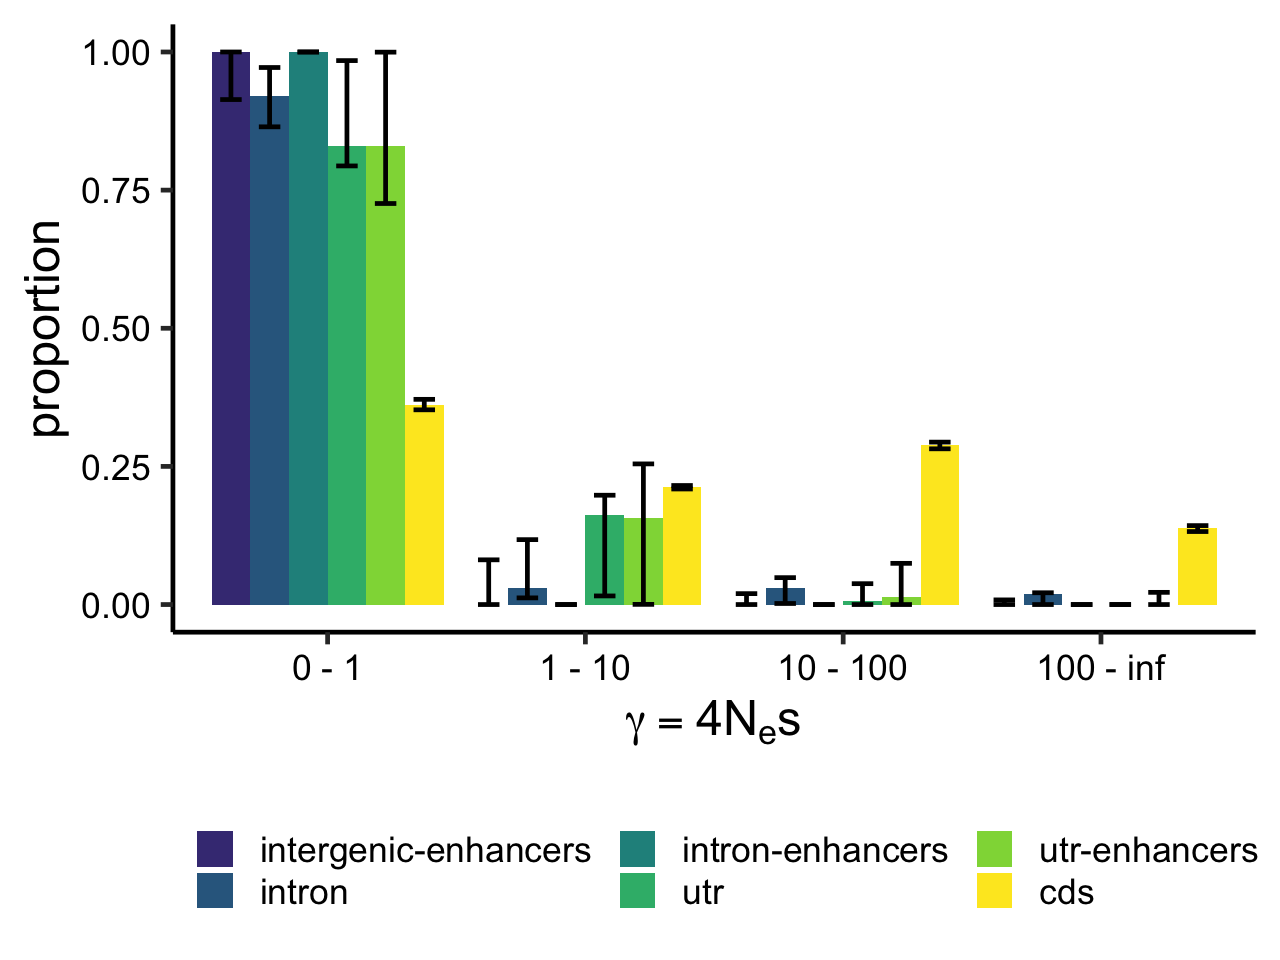 1.00
0.75
0.50
0.25
0.00
proportion
0 - 1
1 - 10
10 - 100
100 - inf
γ = 4Nₑs
intergenic-enhancers
intron-enhancers
utr-enhancers
intron
utr
cds